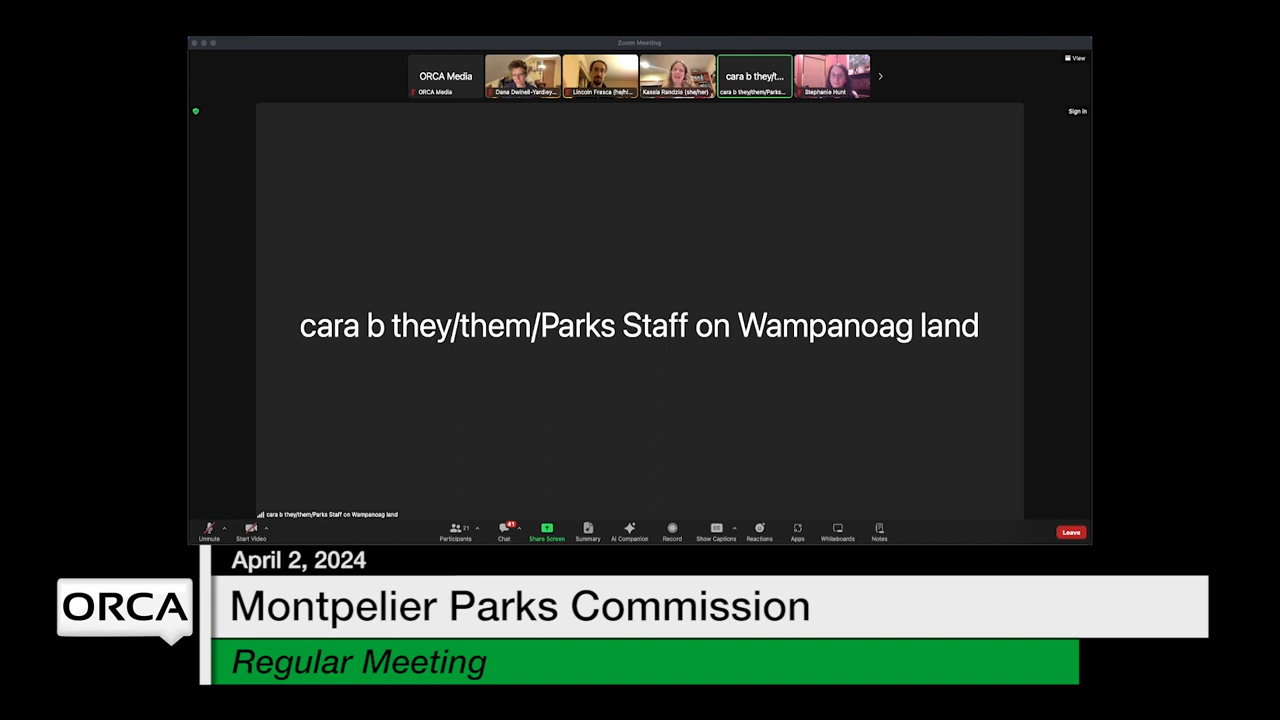 Zoom Meeting
View
ORCA Media
ORCA Media
Dana Dwinell-Yardley...
Lincoln Frasca (he/hi...
Kassia Randzio (she/her)
cara b they/t...
cara b they/them/Parks...
Stephanie Hunt
Sign in
cara b they/them/Parks Staff on Wampanoag land
cara b they/them/Parks Staff on Wampanoag land
Unmute
Start Video
21
Participants
41
Chat
Share Screen
Summary
AI Companion
Record
CC
Show Captions
Reactions
Apps
Whiteboards
Notes
Leave
April 2, 2024
ORCA
Montpelier Parks Commission
Regular Meeting